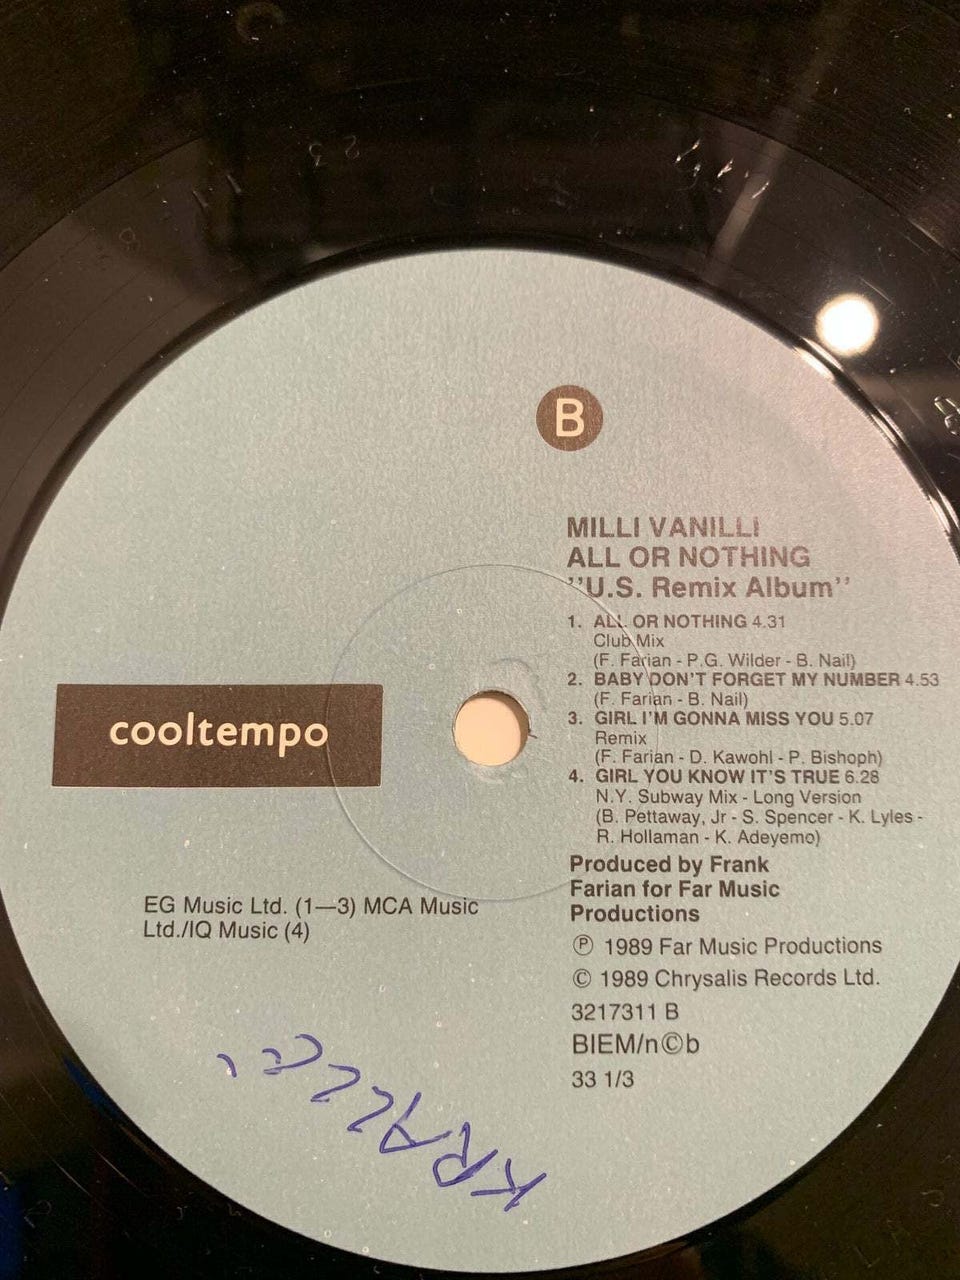 B
MILLI VANILLI
ALL OR NOTHING
"U.S. Remix Album"
1. ALL OR NOTHING 4.31
Club Mix
(F. Farian - P.G. Wilder - B. Nail)
2. BABY DON'T FORGET MY NUMBER 4.53
(F. Farian - B. Nail)
3. GIRL I'M GONNA MISS YOU 5.07
Remix
(F. Farian - D. Kawohl - P. Bishoph)
4. GIRL YOU KNOW IT'S TRUE 6.28
N.Y. Subway Mix - Long Version
(B. Pettaway, Jr - S. Spencer - K. Lyles -
R. Hollaman - K. Adeyemo)
Produced by Frank
Farian for Far Music
Productions
Ⓟ 1989 Far Music Productions
© 1989 Chrysalis Records Ltd.
3217311 B
BIEM/n©b
33 1/3
cooltempo
EG Music Ltd. (1—3) MCA Music
Ltd./IQ Music (4)